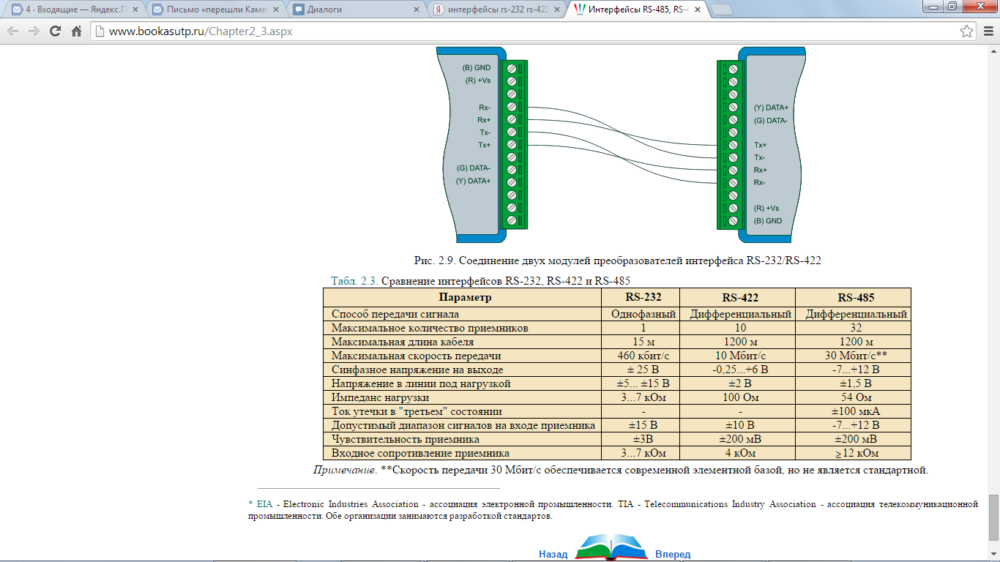 4 · Входящие — Яндекс.П
Письмо «перешли Каме
Диалоги
интерфейсы rs-232 rs-422
Интерфейсы RS-485, RS-4
www.bookasutp.ru/Chapter2_3.aspx
(B) GND
(R) +Vs
Rx-
Rx+
Tx-
Tx+
(G) DATA-
(Y) DATA+
(Y) DATA+
(G) DATA-
Tx+
Tx-
Rx+
Rx-
(R) +Vs
(B) GND
Рис. 2.9. Соединение двух модулей преобразователей интерфейса RS-232/RS-422
Табл. 2.3. Сравнение интерфейсов RS-232, RS-422 и RS-485
Параметр RS-232 RS-422 RS-485
Способ передачи сигнала Однофазный Дифференциальный Дифференциальный
Максимальное количество приемников 1 10 32
Максимальная длина кабеля 15 м 1200 м 1200 м
Максимальная скорость передачи 460 кбит/с 10 Мбит/с 30 Мбит/с**
Синфазное напряжение на выходе ± 25 В -0,25...+6 В -7...+12 В
Напряжение в линии под нагрузкой ±5... ±15 В ±2 В ±1,5 В
Импеданс нагрузки 3...7 кОм 100 Ом 54 Ом
Ток утечки в "третьем" состоянии - - ±100 мкА
Допустимый диапазон сигналов на входе приемника ±15 В ±10 В -7...+12 В
Чувствительность приемника ±3В ±200 мВ ±200 мВ
Входное сопротивление приемника 3...7 кОм 4 кОм ≥12 кОм
Примечание. **Скорость передачи 30 Мбит/с обеспечивается современной элементной базой, но не является стандартной.
* EIA - Electronic Industries Association - ассоциация электронной промышленности. TIA - Telecommunications Industry Association - ассоциация телекоммуникационной
промышленности. Обе организации занимаются разработкой стандартов.
Назад Вперед